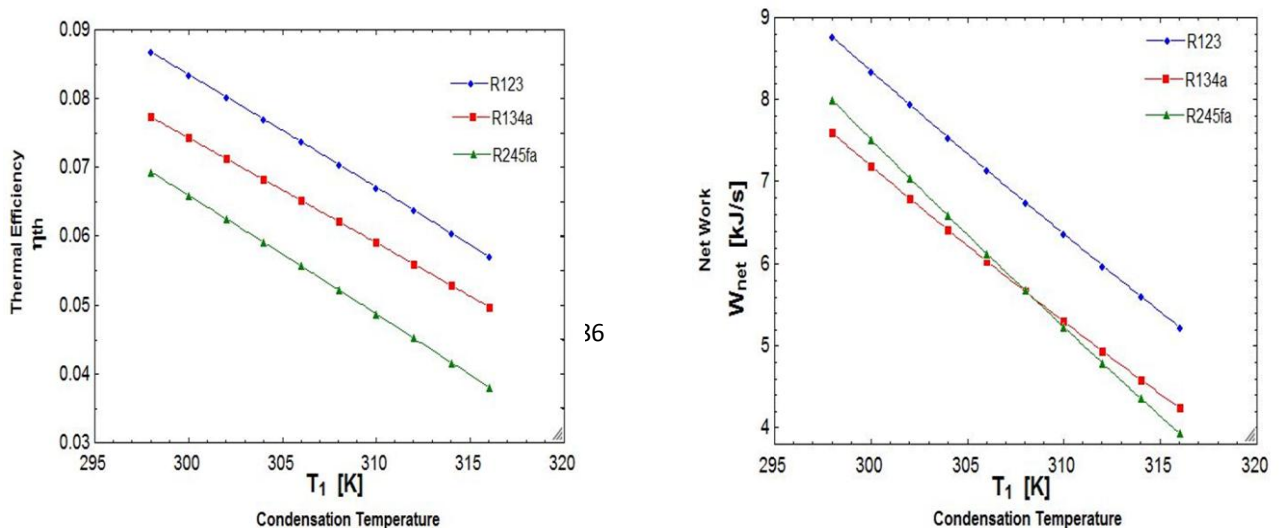 0.09
0.08
0.07
0.06
0.05
0.04
0.03
Thermal Efficiency
ηth
R123
R134a
R245fa
295 300 305 310 315 320
T1 [K]
Condensation Temperature
36
9
8
7
6
5
4
Net Work
Wnet [kJ/s]
R123
R134a
R245fa
295 300 305 310 315 320
T1 [K]
Condensation Temperature